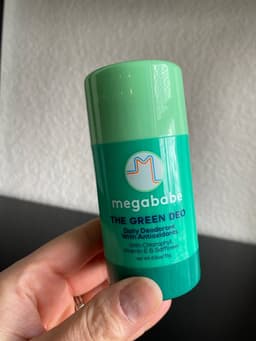 M
megababe
THE GREEN DEO
Daily Deodorant
With Antioxidants
With Chlorophyll,
Vitamin E & Safflower